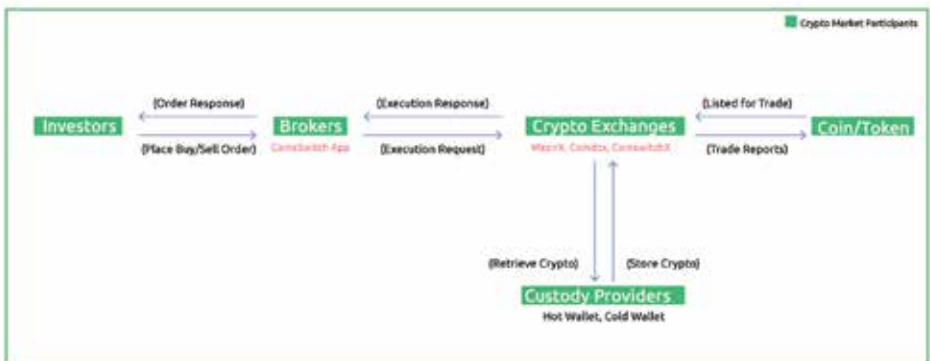 Crypto Market Participants
(Order Response)
(Execution Response)
(Listed for Trade)
Investors
Brokers
Crypto Exchanges
Coin/Token
(Place Buy/Sell Order)
CoinSwitch App
(Execution Request)
WazirX, Coindcx, CoinswitchX
(Trade Reports)
(Retrieve Crypto)
(Store Crypto)
Custody Providers
Hot Wallet, Cold Wallet